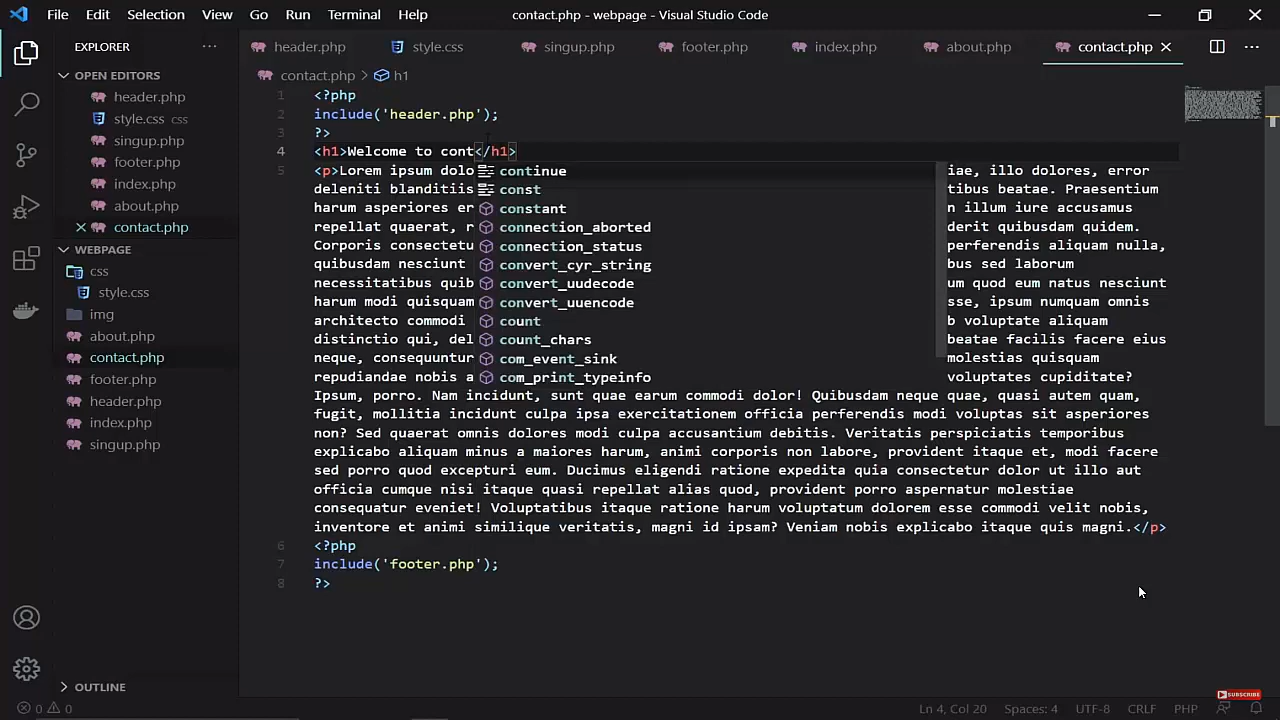 File Edit Selection View Go Run Terminal Help contact.php - webpage - Visual Studio Code
EXPLORER ···
header.php style.css singup.php footer.php index.php about.php contact.php
OPEN EDITORS
header.php
style.css css
singup.php
footer.php
index.php
about.php
contact.php
WEBPAGE
css
style.css
img
about.php
contact.php
footer.php
header.php
index.php
singup.php
OUTLINE
contact.php > h1
1 <?php
2 include('header.php');
3 ?>
4 <h1>Welcome to cont</h1>
5 <p>Lorem ipsum dolo continue iae, illo dolores, error
deleniti blanditiis const tibus beatae. Praesentium
harum asperiores er constant n illum iure accusamus
repellat quaerat, r connection_aborted derit quibusdam quidem.
Corporis consectetu connection_status perferendis aliquam nulla,
quibusdam nesciunt convert_cyr_string bus sed laborum
necessitatibus quib convert_uudecode um quod eum natus nesciunt
harum modi quisquam convert_uuencode sse, ipsum numquam omnis
architecto commodi count b voluptate aliquam
distinctio qui, del count_chars beatae facilis facere eius
neque, consequuntur com_event_sink molestias quisquam
repudiandae nobis a com_print_typeinfo voluptates cupiditate?
Ipsum, porro. Nam incidunt, sunt quae earum commodi dolor! Quibusdam neque quae, quasi autem quam,
fugit, mollitia incidunt culpa ipsa exercitationem officia perferendis modi voluptas sit asperiores
non? Sed quaerat omnis dolores modi culpa accusantium debitis. Veritatis perspiciatis temporibus
explicabo aliquam minus a maiores harum, animi corporis non labore, provident itaque et, modi facere
sed porro quod excepturi eum. Ducimus eligendi ratione expedita quia consectetur dolor ut illo aut
officia cumque nisi itaque quasi repellat alias quod, provident porro aspernatur molestiae
consequatur eveniet! Voluptatibus itaque ratione harum voluptatum dolorem esse commodi velit nobis,
inventore et animi similique veritatis, magni id ipsam? Veniam nobis explicabo itaque quis magni.</p>
6 <?php
7 include('footer.php');
8 ?>
SUBSCRIBE
0 0 Ln 4, Col 20 Spaces: 4 UTF-8 CRLF PHP